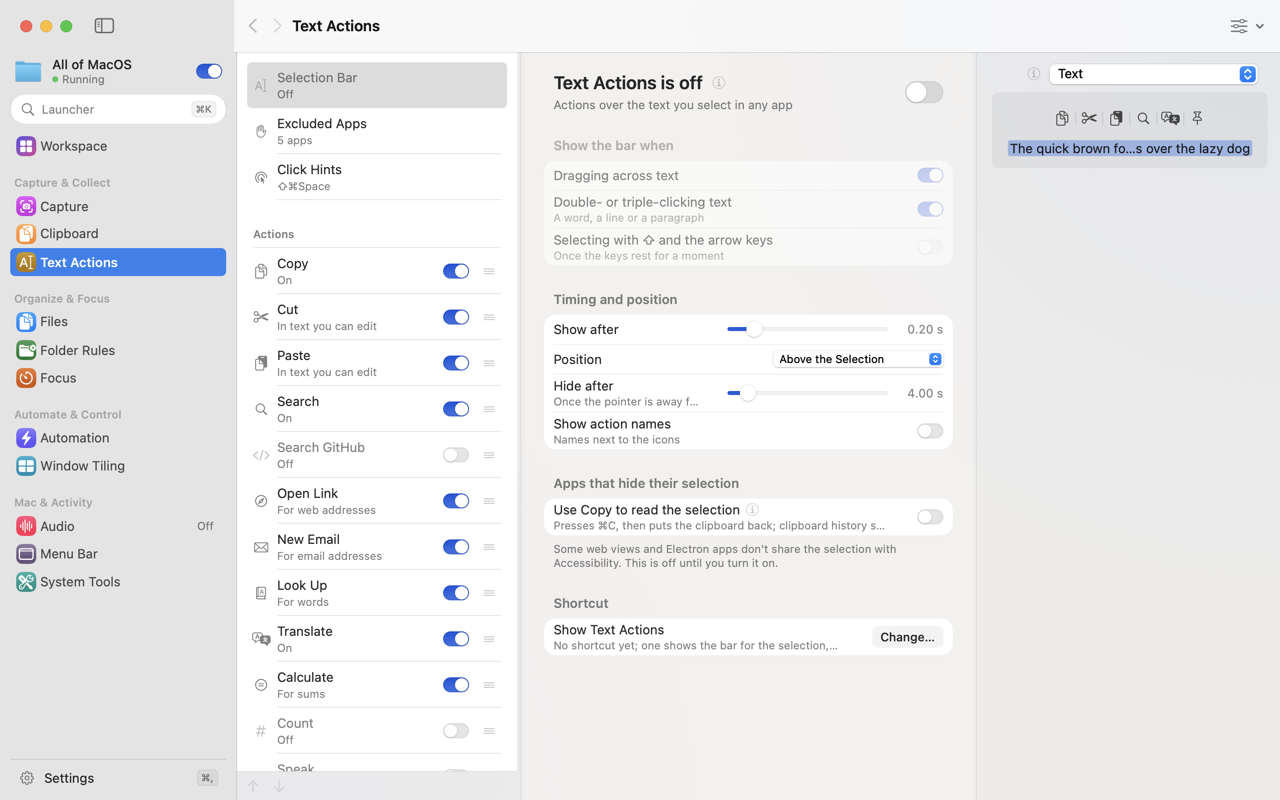 All of MacOS
Running
Launcher
⌘K
Workspace
Capture & Collect
Capture
Clipboard
Text Actions
Organize & Focus
Files
Folder Rules
Focus
Automate & Control
Automation
Window Tiling
Mac & Activity
Audio
Off
Menu Bar
System Tools
Settings
⌘,
Text Actions
Selection Bar
Off
Excluded Apps
5 apps
Click Hints
⇧⌘Space
Actions
Copy
On
Cut
In text you can edit
Paste
In text you can edit
Search
On
Search GitHub
Off
Open Link
For web addresses
New Email
For email addresses
Look Up
For words
Translate
On
Calculate
For sums
Count
Off
Speak
Text Actions is off
Actions over the text you select in any app
Show the bar when
Dragging across text
Double- or triple-clicking text
A word, a line or a paragraph
Selecting with ⇧ and the arrow keys
Once the keys rest for a moment
Timing and position
Show after
0.20 s
Position
Above the Selection
Hide after
Once the pointer is away f…
4.00 s
Show action names
Names next to the icons
Apps that hide their selection
Use Copy to read the selection
Presses ⌘C, then puts the clipboard back; clipboard history s…
Some web views and Electron apps don't share the selection with
Accessibility. This is off until you turn it on.
Shortcut
Show Text Actions
No shortcut yet; one shows the bar for the selection,…
Change...
Text
The quick brown fo…s over the lazy dog